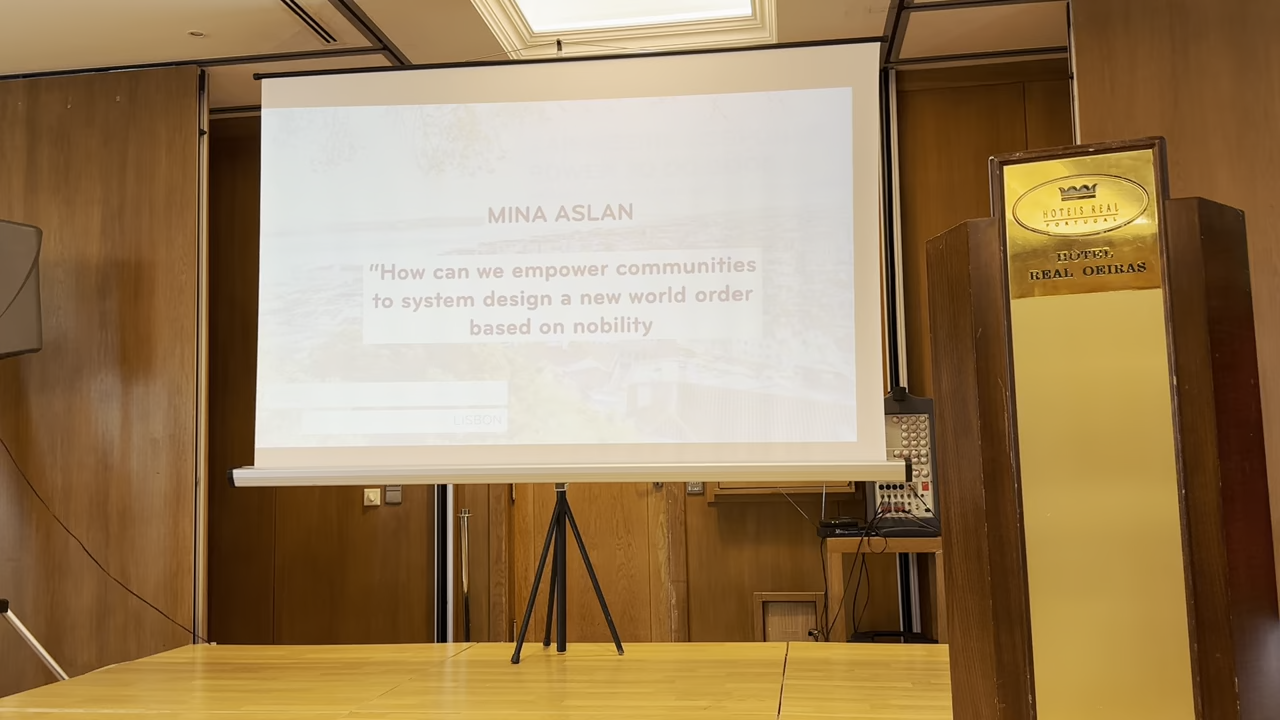 MINA ASLAN
"How can we empower communities
to system design a new world order
based on nobility
LISBON
HOTEIS REAL
PORTUGAL
HOTEL
REAL OEIRAS